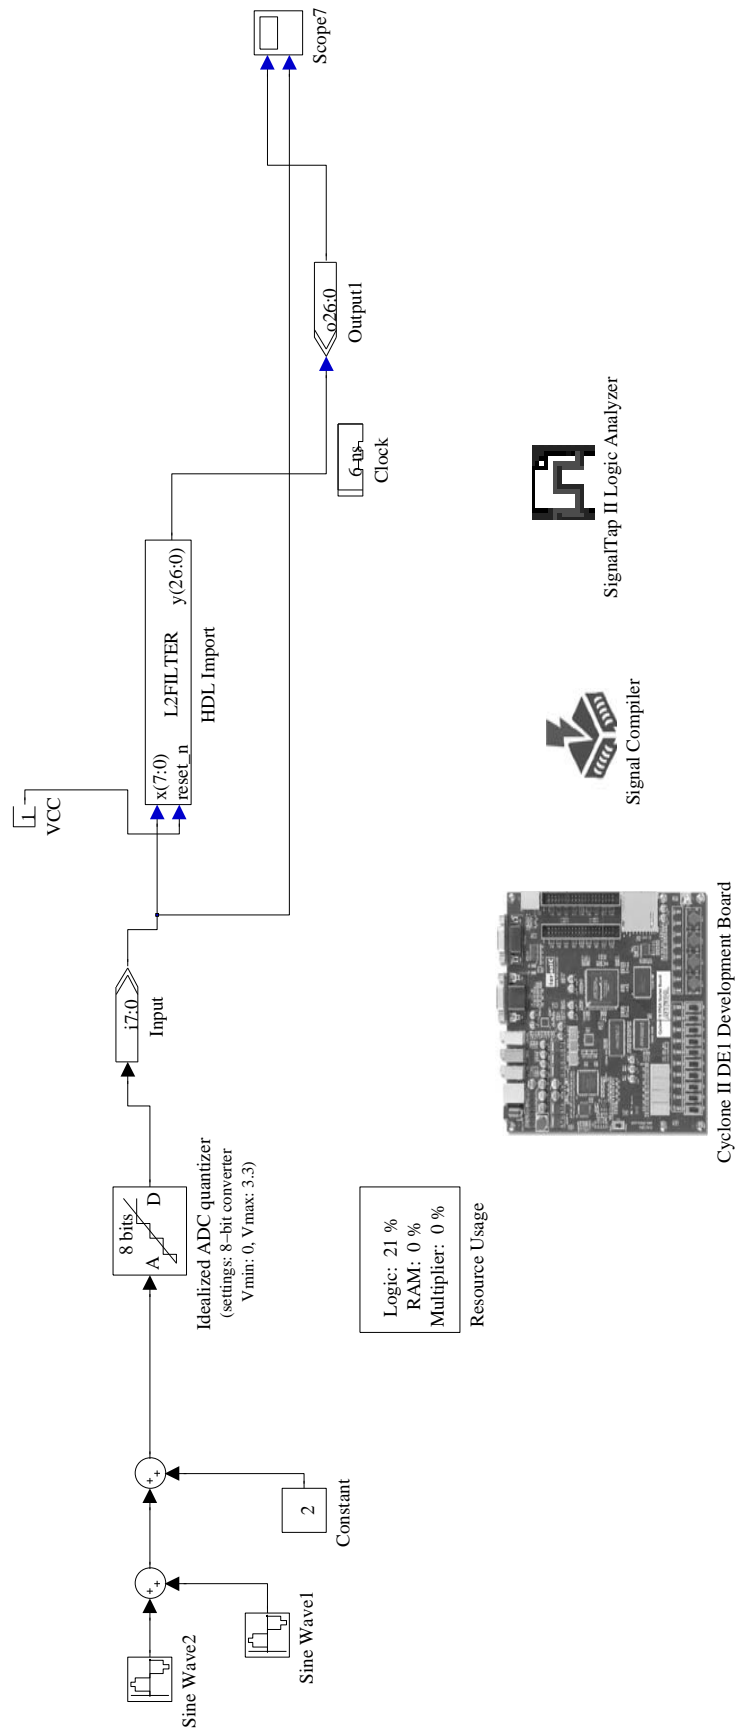 Sine Wave2
Sine Wave1
+
+
+
+
2
Constant
8 bits
A
D
Idealized ADC quantizer
(settings: 8−bit converter
Vmin: 0, Vmax: 3.3)
i7:0
Input
1
VCC
x(7:0)
reset_n
L2FILTER
y(26:0)
HDL Import
6 ns
Clock
o26:0
Output1
Scope7
Logic: 21 %
RAM: 0 %
Multiplier: 0 %
Resource Usage
Cyclone II DE1 Development Board
Signal Compiler
SignalTap II Logic Analyzer